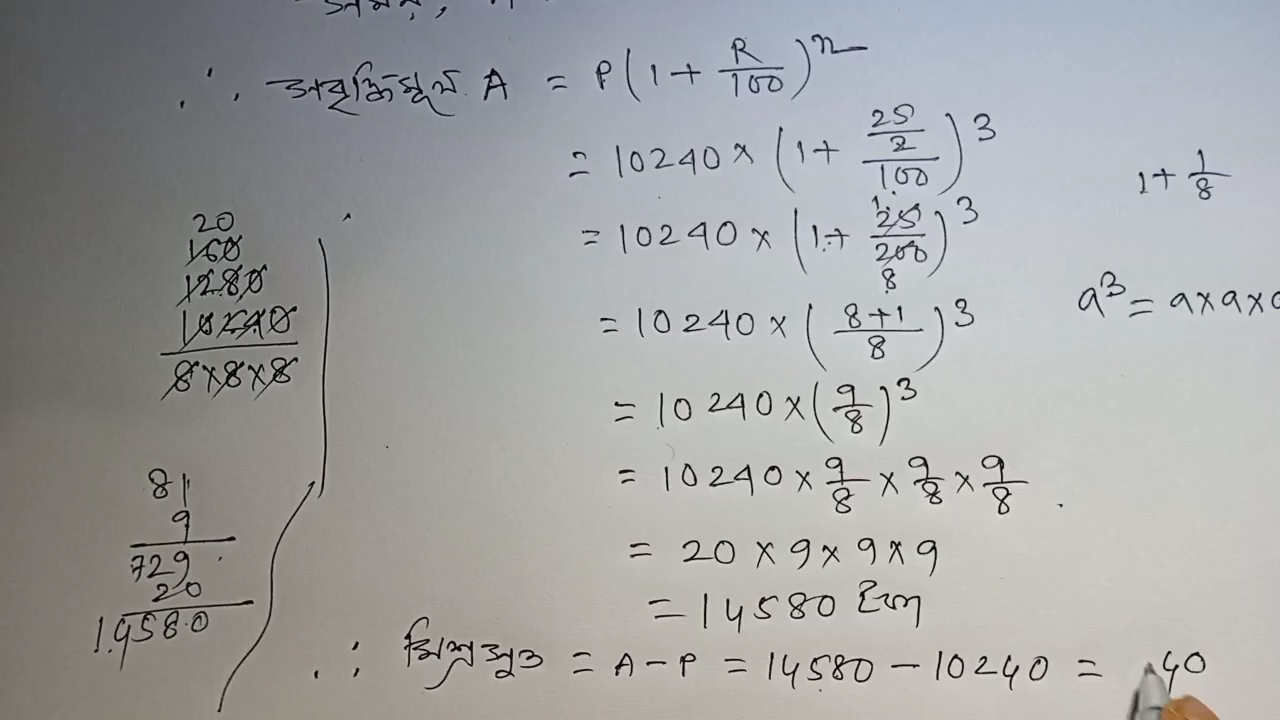 ∴ সবৃদ্ধিমূল A = P(1 + R/100)^n
= 10240 × (1 + 25/2/100)^3
1 + 1/8
= 10240 × (1 + 25/200)^3
1
8
= 10240 × (8+1/8)^3
a^3 = a×a×
= 10240 × (9/8)^3
= 10240 × 9/8 × 9/8 × 9/8
= 20 × 9 × 9 × 9
= 14580
∴ = A - P = 14580 - 10240 = 40
20
160
1280
10240
8×8×8
81
9
729
20
14580